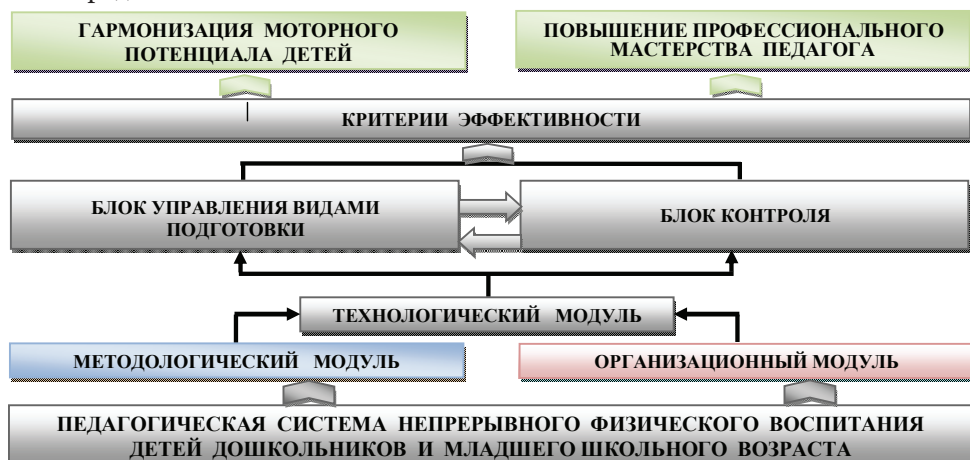 ГАРМОНИЗАЦИЯ МОТОРНОГО
ПОТЕНЦИАЛА ДЕТЕЙ
ПОВЫШЕНИЕ ПРОФЕССИОНАЛЬНОГО
МАСТЕРСТВА ПЕДАГОГА
КРИТЕРИИ ЭФФЕКТИВНОСТИ
БЛОК УПРАВЛЕНИЯ ВИДАМИ
ПОДГОТОВКИ
БЛОК КОНТРОЛЯ
ТЕХНОЛОГИЧЕСКИЙ МОДУЛЬ
МЕТОДОЛОГИЧЕСКИЙ МОДУЛЬ
ОРГАНИЗАЦИОННЫЙ МОДУЛЬ
ПЕДАГОГИЧЕСКАЯ СИСТЕМА НЕПРЕРЫВНОГО ФИЗИЧЕСКОГО ВОСПИТАНИЯ
ДЕТЕЙ ДОШКОЛЬНИКОВ И МЛАДШЕГО ШКОЛЬНОГО ВОЗРАСТА